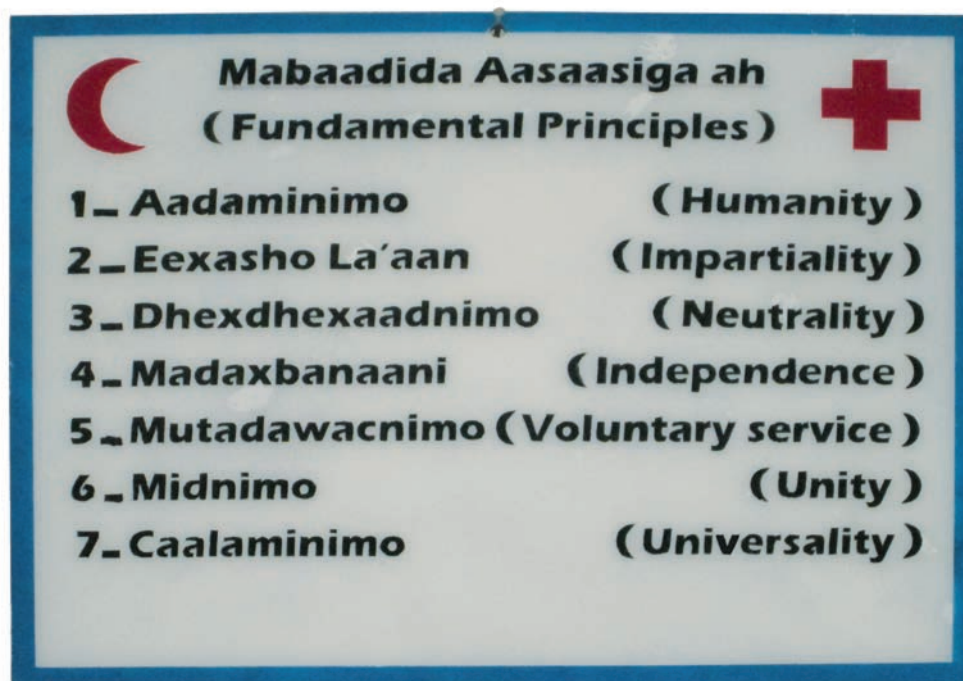 Mabaadida Aasaasiga ah
(Fundamental Principles)
1_ Aadaminimo (Humanity)
2_ Eexasho La'aan (Impartiality)
3_ Dhexdhexaadnimo (Neutrality)
4_ Madaxbanaani (Independence)
5_ Mutadawacnimo (Voluntary service)
6_ Midnimo (Unity)
7_ Caalaminimo (Universality)